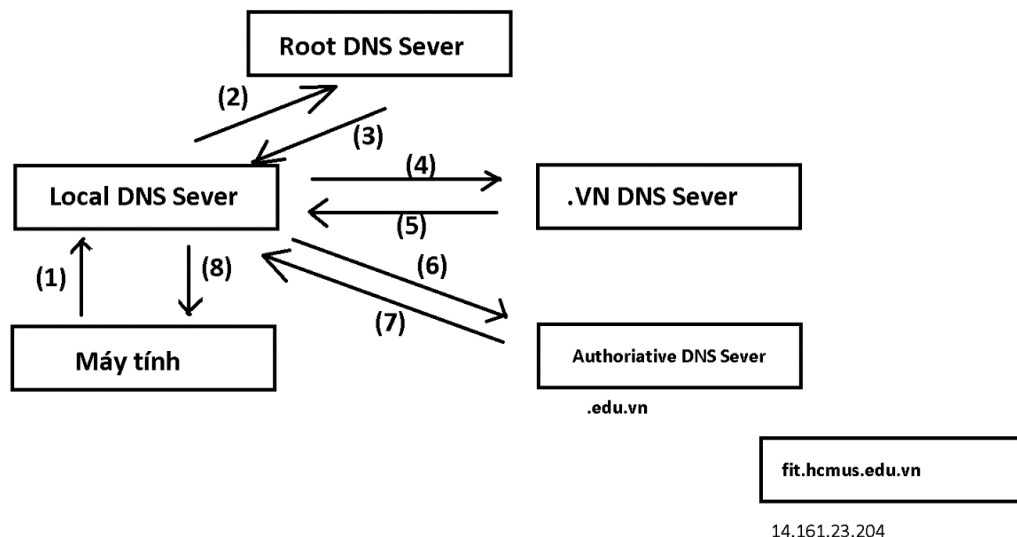 Root DNS Sever
(2)
(3)
(4)
Local DNS Sever
.VN DNS Sever
(5)
(1)
(8)
(6)
(7)
Máy tính
Authoriative DNS Sever
.edu.vn
fit.hcmus.edu.vn
14.161.23.204